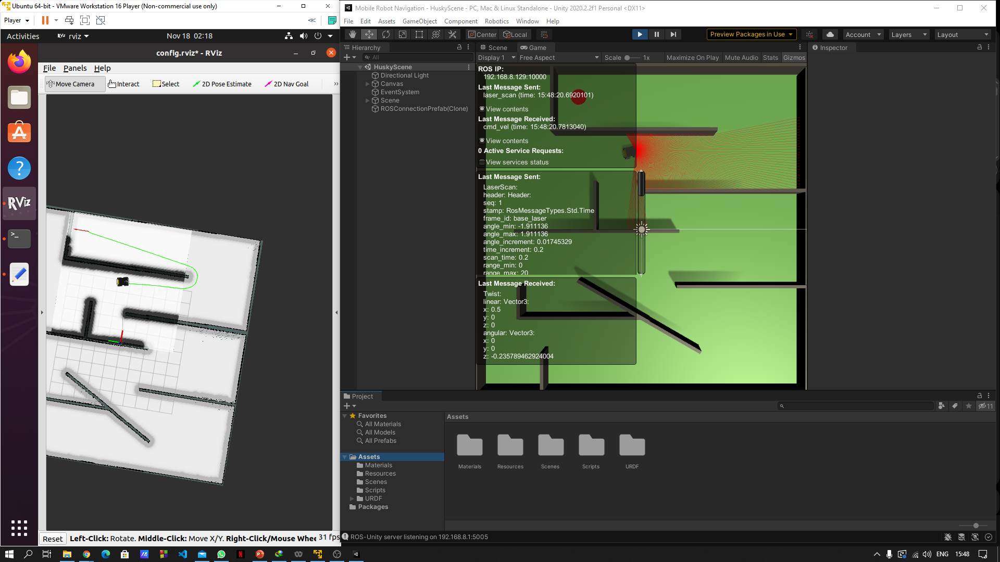 Ubuntu 64-bit - VMware Workstation 16 Player (Non-commercial use only)
Player
Activities
RViz rviz
Nov 18 02:18
config.rviz* - RViz
File Panels Help
Move Camera
Interact
Select
2D Pose Estimate
2D Nav Goal
RViz
Reset
Left-Click: Rotate. Middle-Click: Move X/Y. Right-Click/Mouse Whee
31 fps
Mobile Robot Navigation - HuskyScene - PC, Mac & Linux Standalone - Unity 2020.2.2f1 Personal <DX11>
File Edit Assets GameObject Component Robotics Window Help
Center
Local
Preview Packages in Use
Account
Layers
Layout
Hierarchy
All
HuskyScene
Directional Light
Canvas
EventSystem
Scene
ROSConnectionPrefab(Clone)
Scene
Game
Display 1
Free Aspect
Scale
1x
Maximize On Play
Mute Audio
Stats
Gizmos
Inspector
ROS IP:
192.168.8.129:10000
Last Message Sent:
laser_scan (time: 15:48:20.6920101)
View contents
Last Message Received:
cmd_vel (time: 15:48:20.7813040)
View contents
0 Active Service Requests:
View services status
Last Message Sent:
LaserScan:
header: Header:
seq: 1
stamp: RosMessageTypes.Std.Time
frame_id: base_laser
angle_min: -1.911136
angle_max: 1.911136
angle_increment: 0.01745329
time_increment: 0.2
scan_time: 0.2
range_min: 0
range_max: 20
Last Message Received:
Twist:
linear: Vector3:
x: 0.5
y: 0
z: 0
angular: Vector3:
x: 0
y: 0
z: -0.235789462924004
Project
11
Favorites
All Materials
All Models
All Prefabs
Assets
Materials
Resources
Scenes
Scripts
URDF
Packages
Assets
Materials
Resources
Scenes
Scripts
URDF
ROS-Unity server listening on 192.168.8.1:5005
ENG
15:48